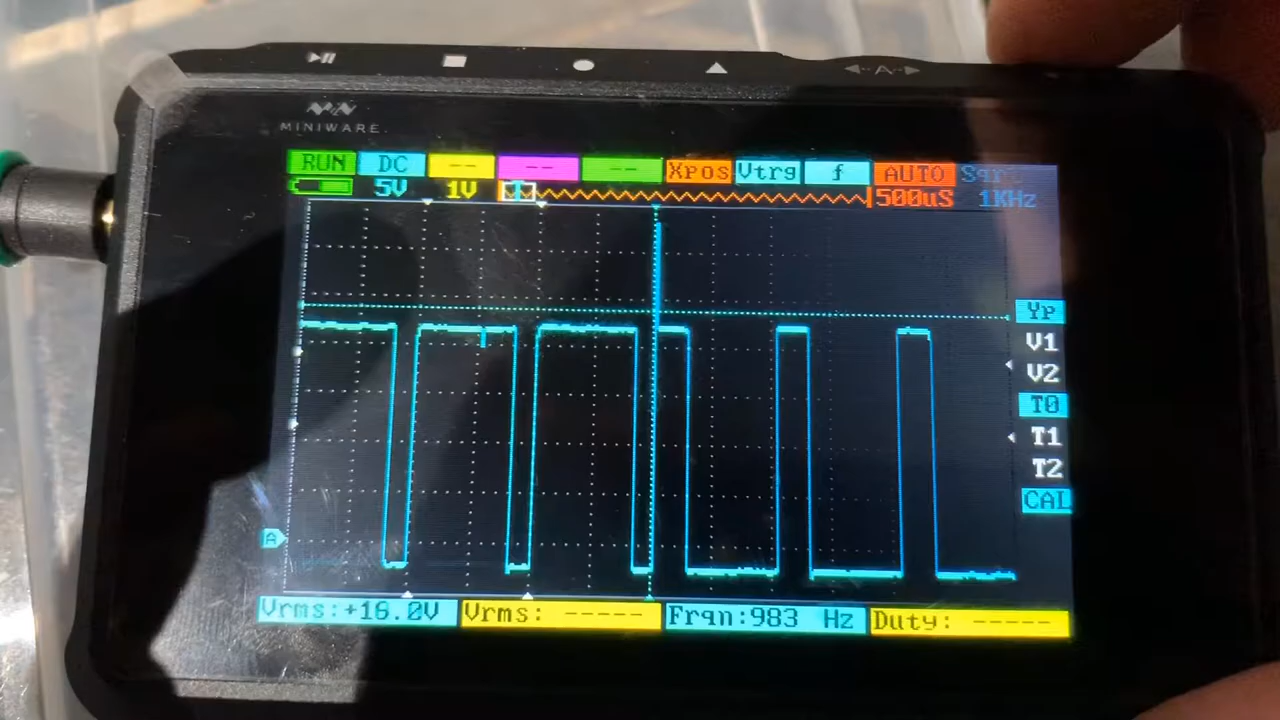 MINIWARE
RUN DC -- -- -- Xpos Vtrg f AUTO
5V 1V 500uS 1KHz
Yp
V1
V2
T0
T1
T2
CAL
A
Vrms:+16.0V Vrms: ----- Frqn:983 Hz Duty: -----